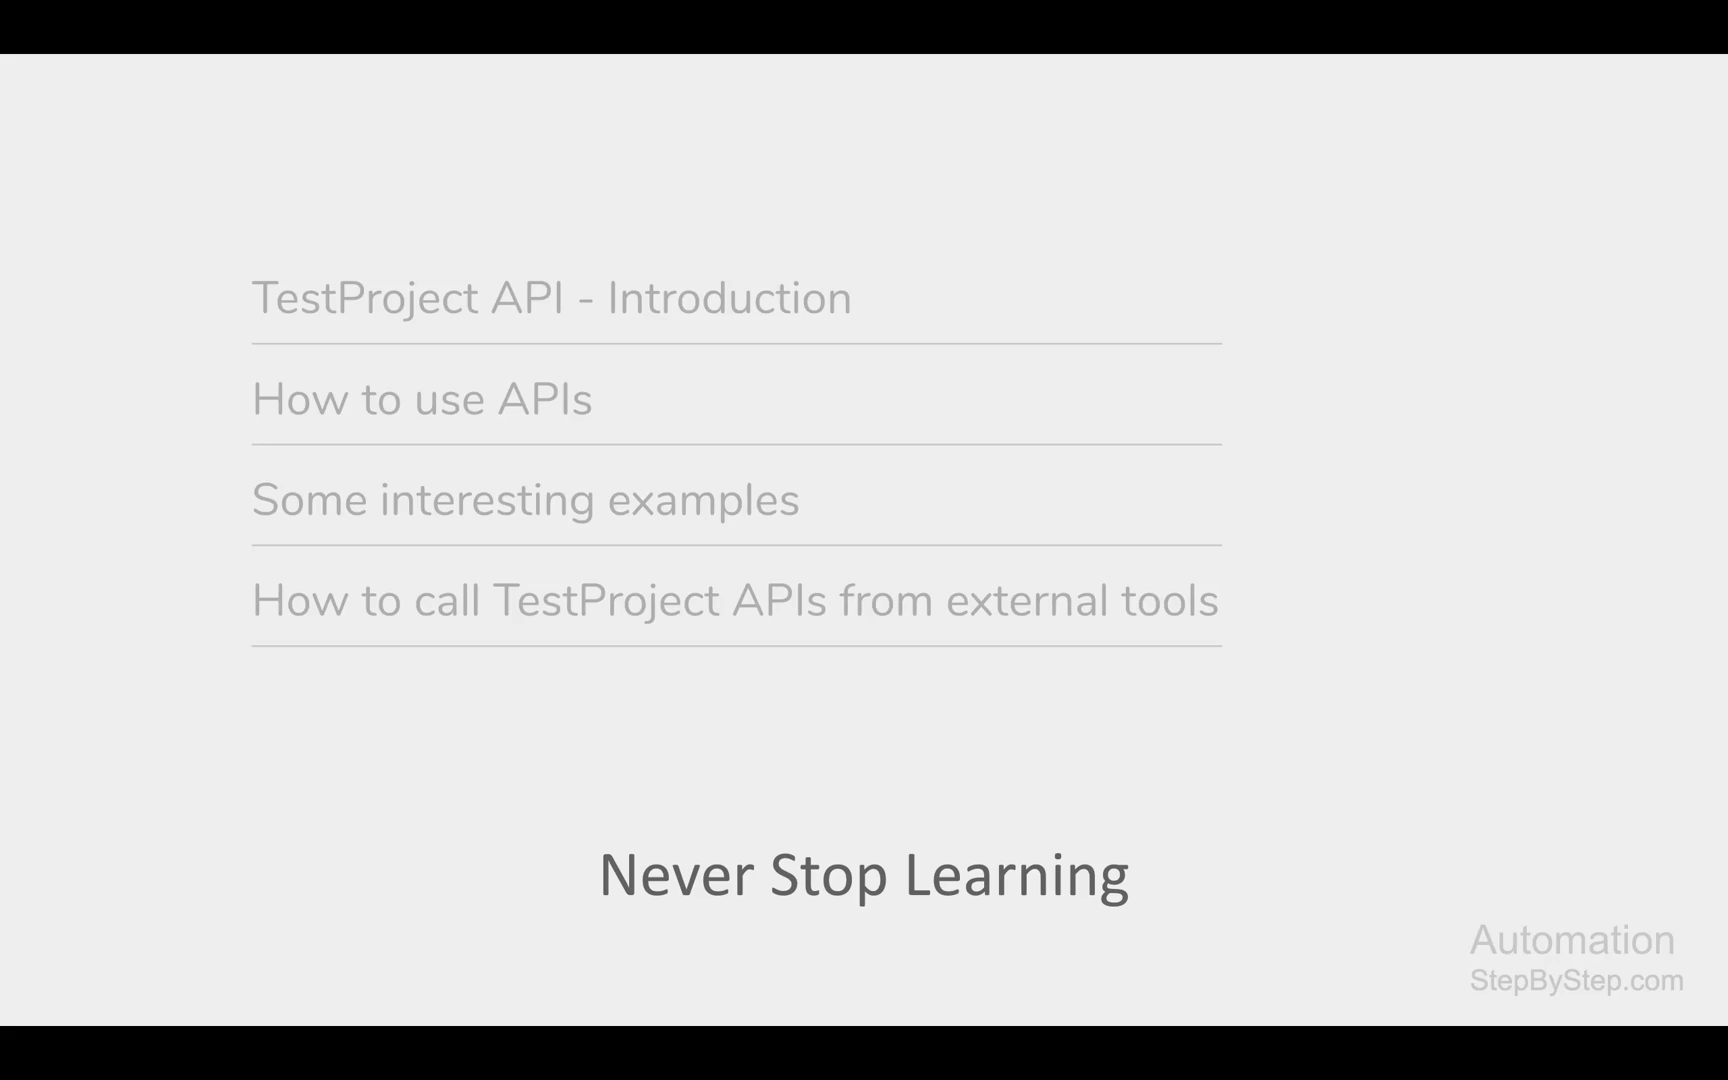 TestProject API - Introduction
How to use APIs
Some interesting examples
How to call TestProject APIs from external tools
Never Stop Learning
Automation
StepByStep.com